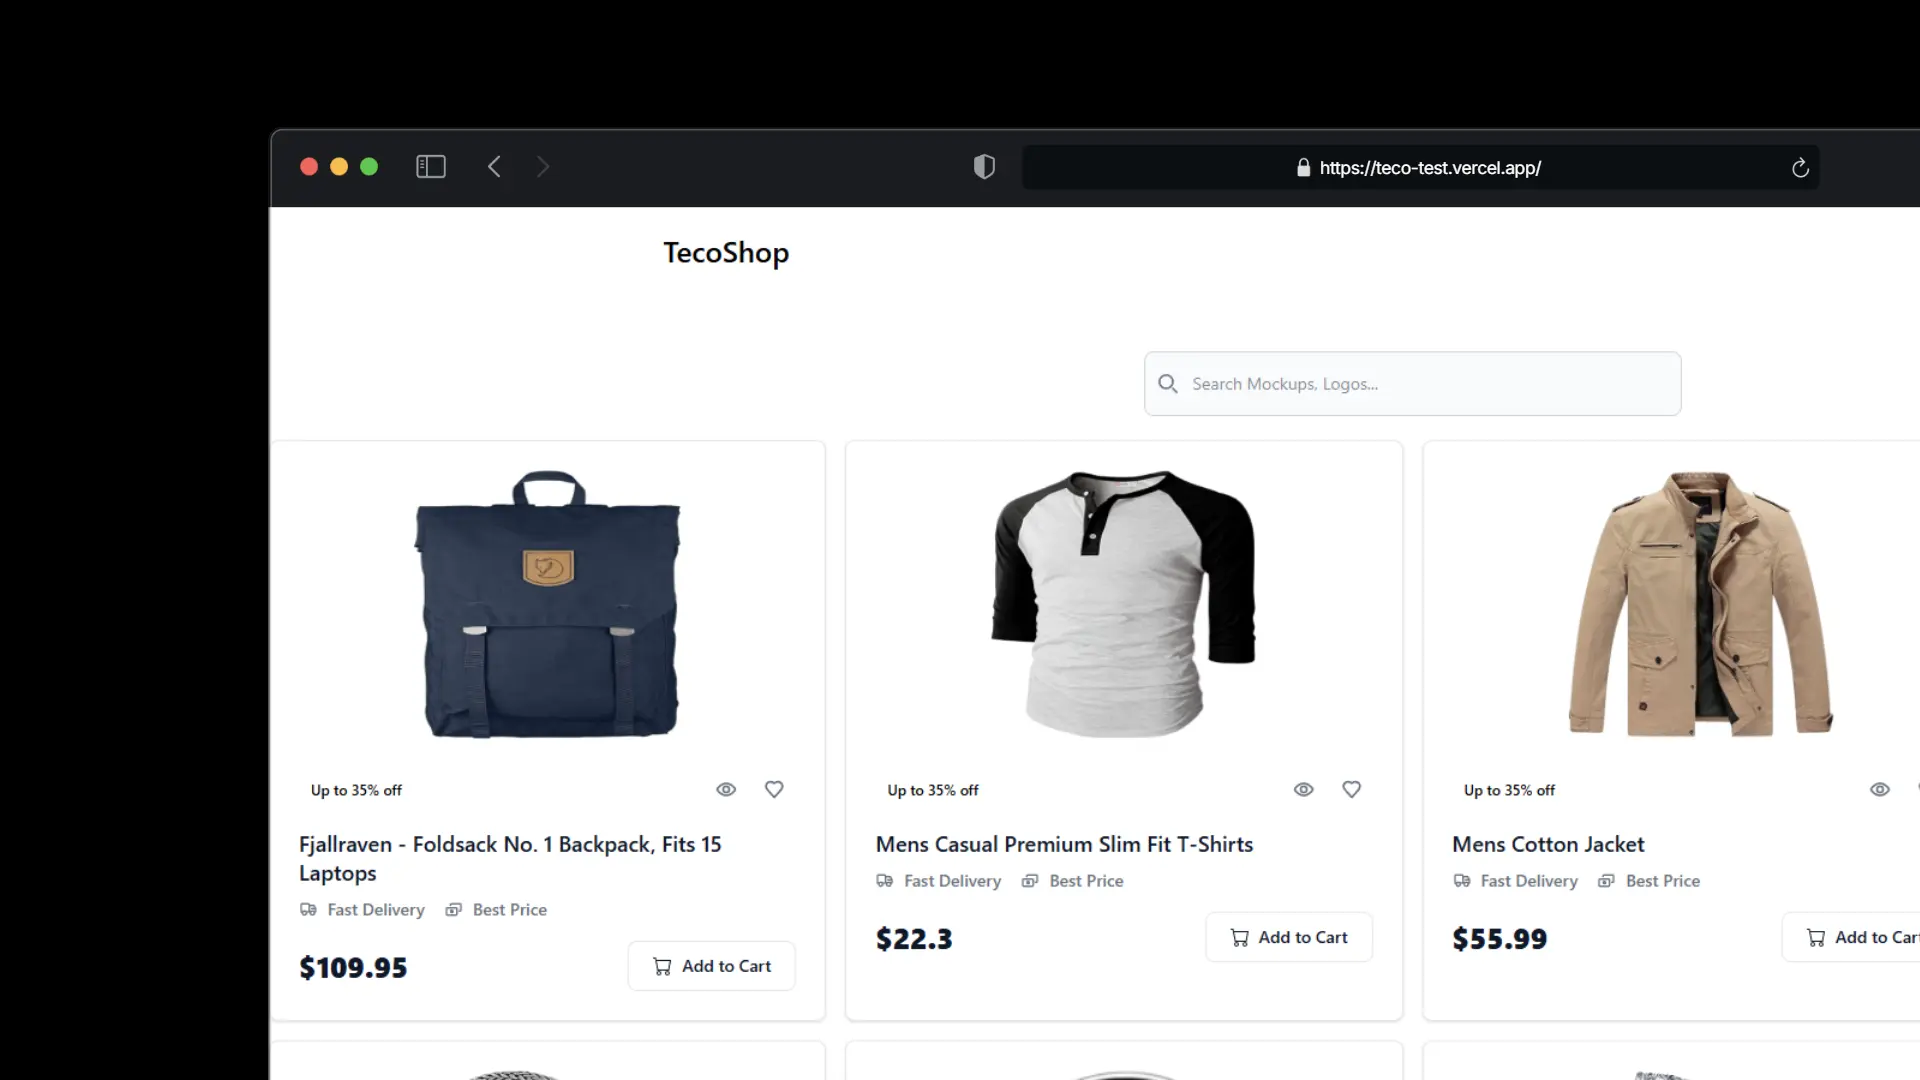 https://teco-test.vercel.app/
TecoShop
Search Mockups, Logos...
Up to 35% off
Fjallraven - Foldsack No. 1 Backpack, Fits 15
Laptops
Fast Delivery Best Price
$109.95
Add to Cart
Up to 35% off
Mens Casual Premium Slim Fit T-Shirts
Fast Delivery Best Price
$22.3
Add to Cart
Up to 35% off
Mens Cotton Jacket
Fast Delivery Best Price
$55.99
Add to Cart